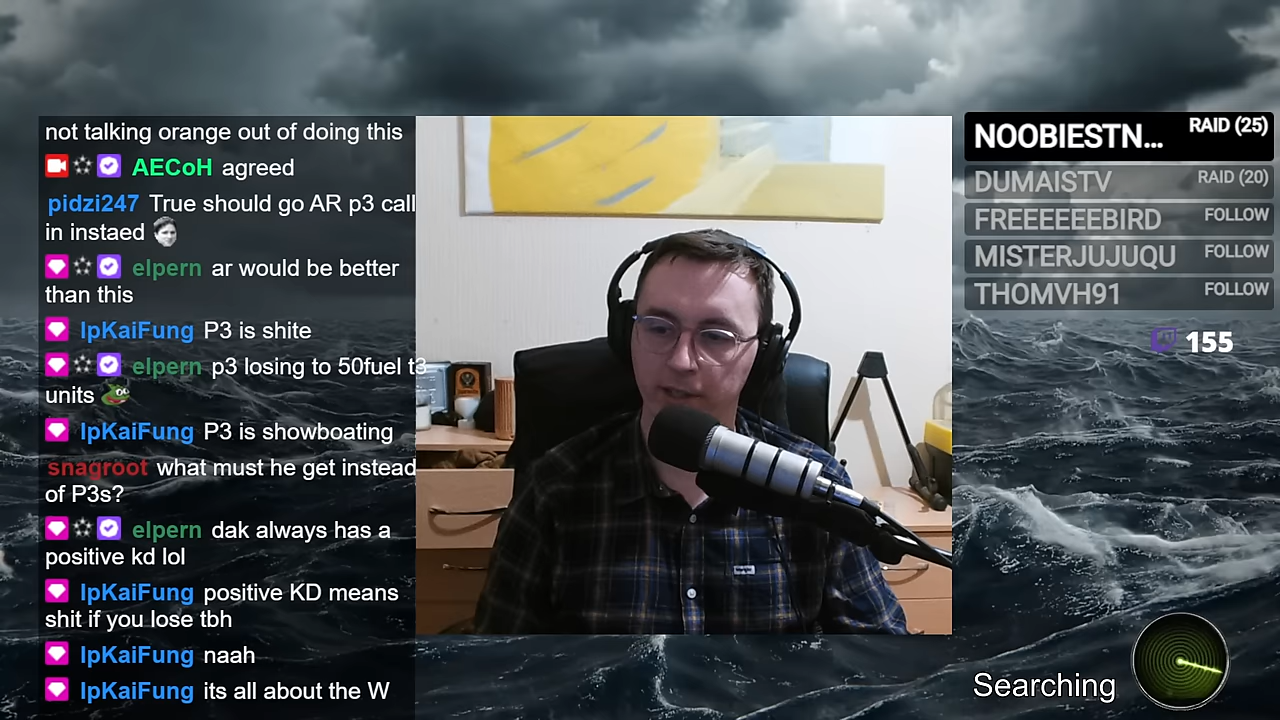 not talking orange out of doing this
AECoH agreed
pidzi247 True should go AR p3 call
in instaed
elpern ar would be better
than this
IpKaiFung P3 is shite
elpern p3 losing to 50fuel t3
units
IpKaiFung P3 is showboating
snagroot what must he get instead
of P3s?
elpern dak always has a
positive kd lol
IpKaiFung positive KD means
shit if you lose tbh
IpKaiFung naah
IpKaiFung its all about the W
NOOBIESTN... RAID (25)
DUMAISTV RAID (20)
FREEEEEEBIRD FOLLOW
MISTERJUJUQU FOLLOW
THOMVH91 FOLLOW
155
Searching